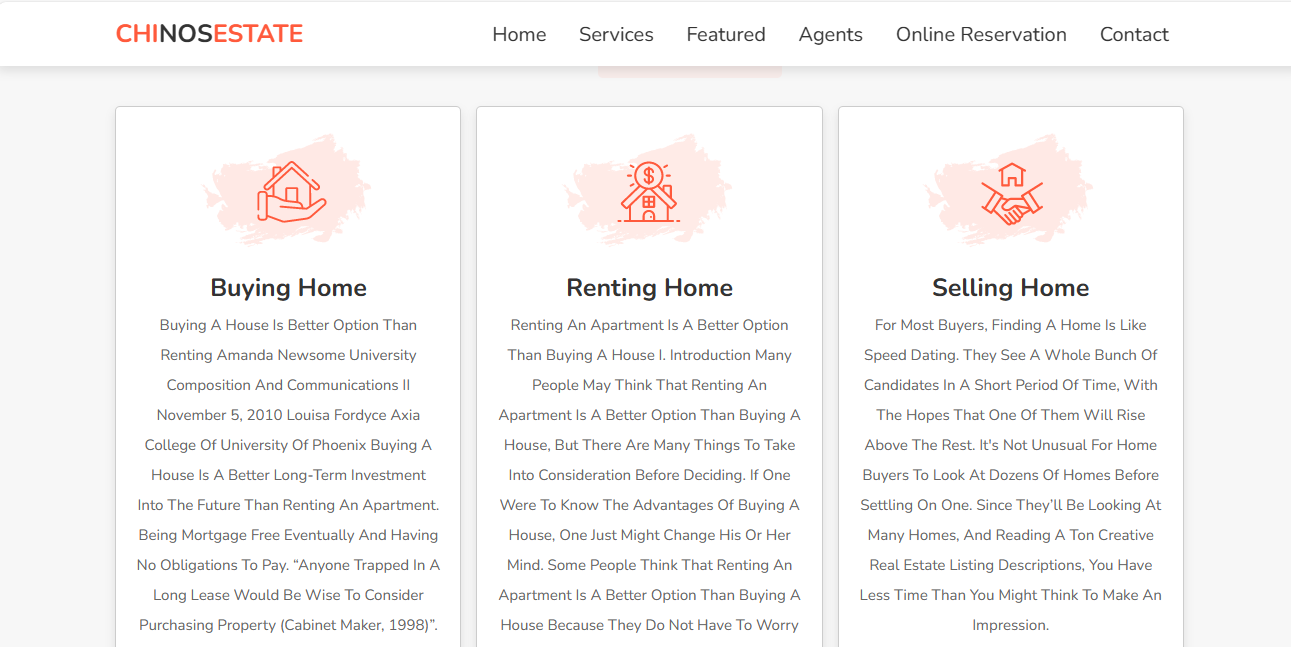 CHINOSESTATE
Home Services Featured Agents Online Reservation Contact
Buying Home
Buying A House Is Better Option Than
Renting Amanda Newsome University
Composition And Communications II
November 5, 2010 Louisa Fordyce Axia
College Of University Of Phoenix Buying A
House Is A Better Long-Term Investment
Into The Future Than Renting An Apartment.
Being Mortgage Free Eventually And Having
No Obligations To Pay. “Anyone Trapped In A
Long Lease Would Be Wise To Consider
Purchasing Property (Cabinet Maker, 1998)”.
Renting Home
Renting An Apartment Is A Better Option
Than Buying A House I. Introduction Many
People May Think That Renting An
Apartment Is A Better Option Than Buying A
House, But There Are Many Things To Take
Into Consideration Before Deciding. If One
Were To Know The Advantages Of Buying A
House, One Just Might Change His Or Her
Mind. Some People Think That Renting An
Apartment Is A Better Option Than Buying A
House Because They Do Not Have To Worry
Selling Home
For Most Buyers, Finding A Home Is Like
Speed Dating. They See A Whole Bunch Of
Candidates In A Short Period Of Time, With
The Hopes That One Of Them Will Rise
Above The Rest. It's Not Unusual For Home
Buyers To Look At Dozens Of Homes Before
Settling On One. Since They’ll Be Looking At
Many Homes, And Reading A Ton Creative
Real Estate Listing Descriptions, You Have
Less Time Than You Might Think To Make An
Impression.